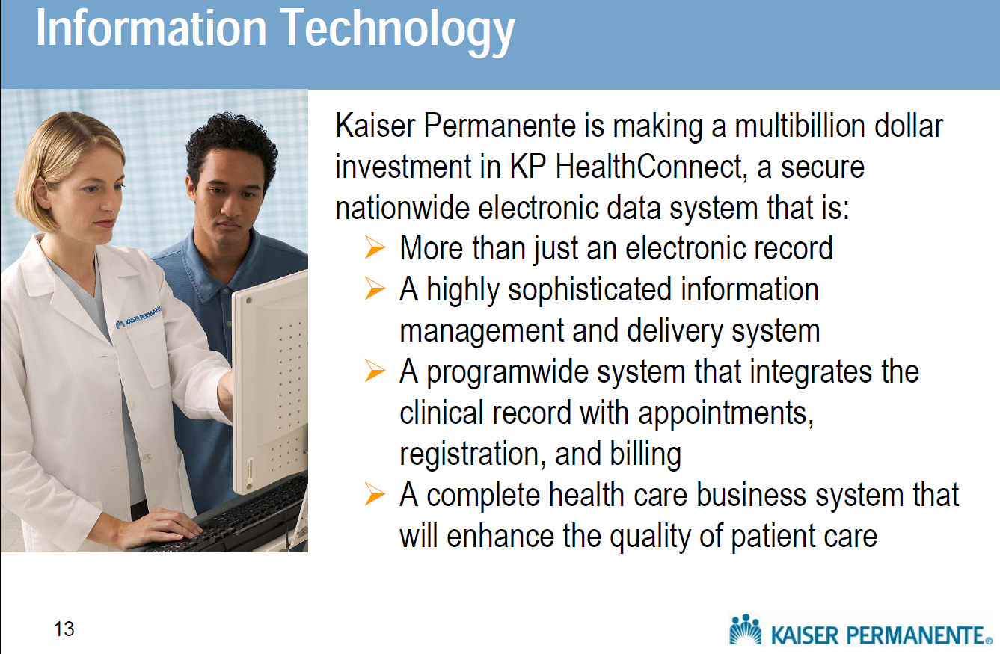 Information Technology
Kaiser Permanente is making a multibillion dollar
investment in KP HealthConnect, a secure
nationwide electronic data system that is:
More than just an electronic record
A highly sophisticated information
management and delivery system
A programwide system that integrates the
clinical record with appointments,
registration, and billing
A complete health care business system that
will enhance the quality of patient care
KAISER PERMANE
13
KAISER PERMANENTE®